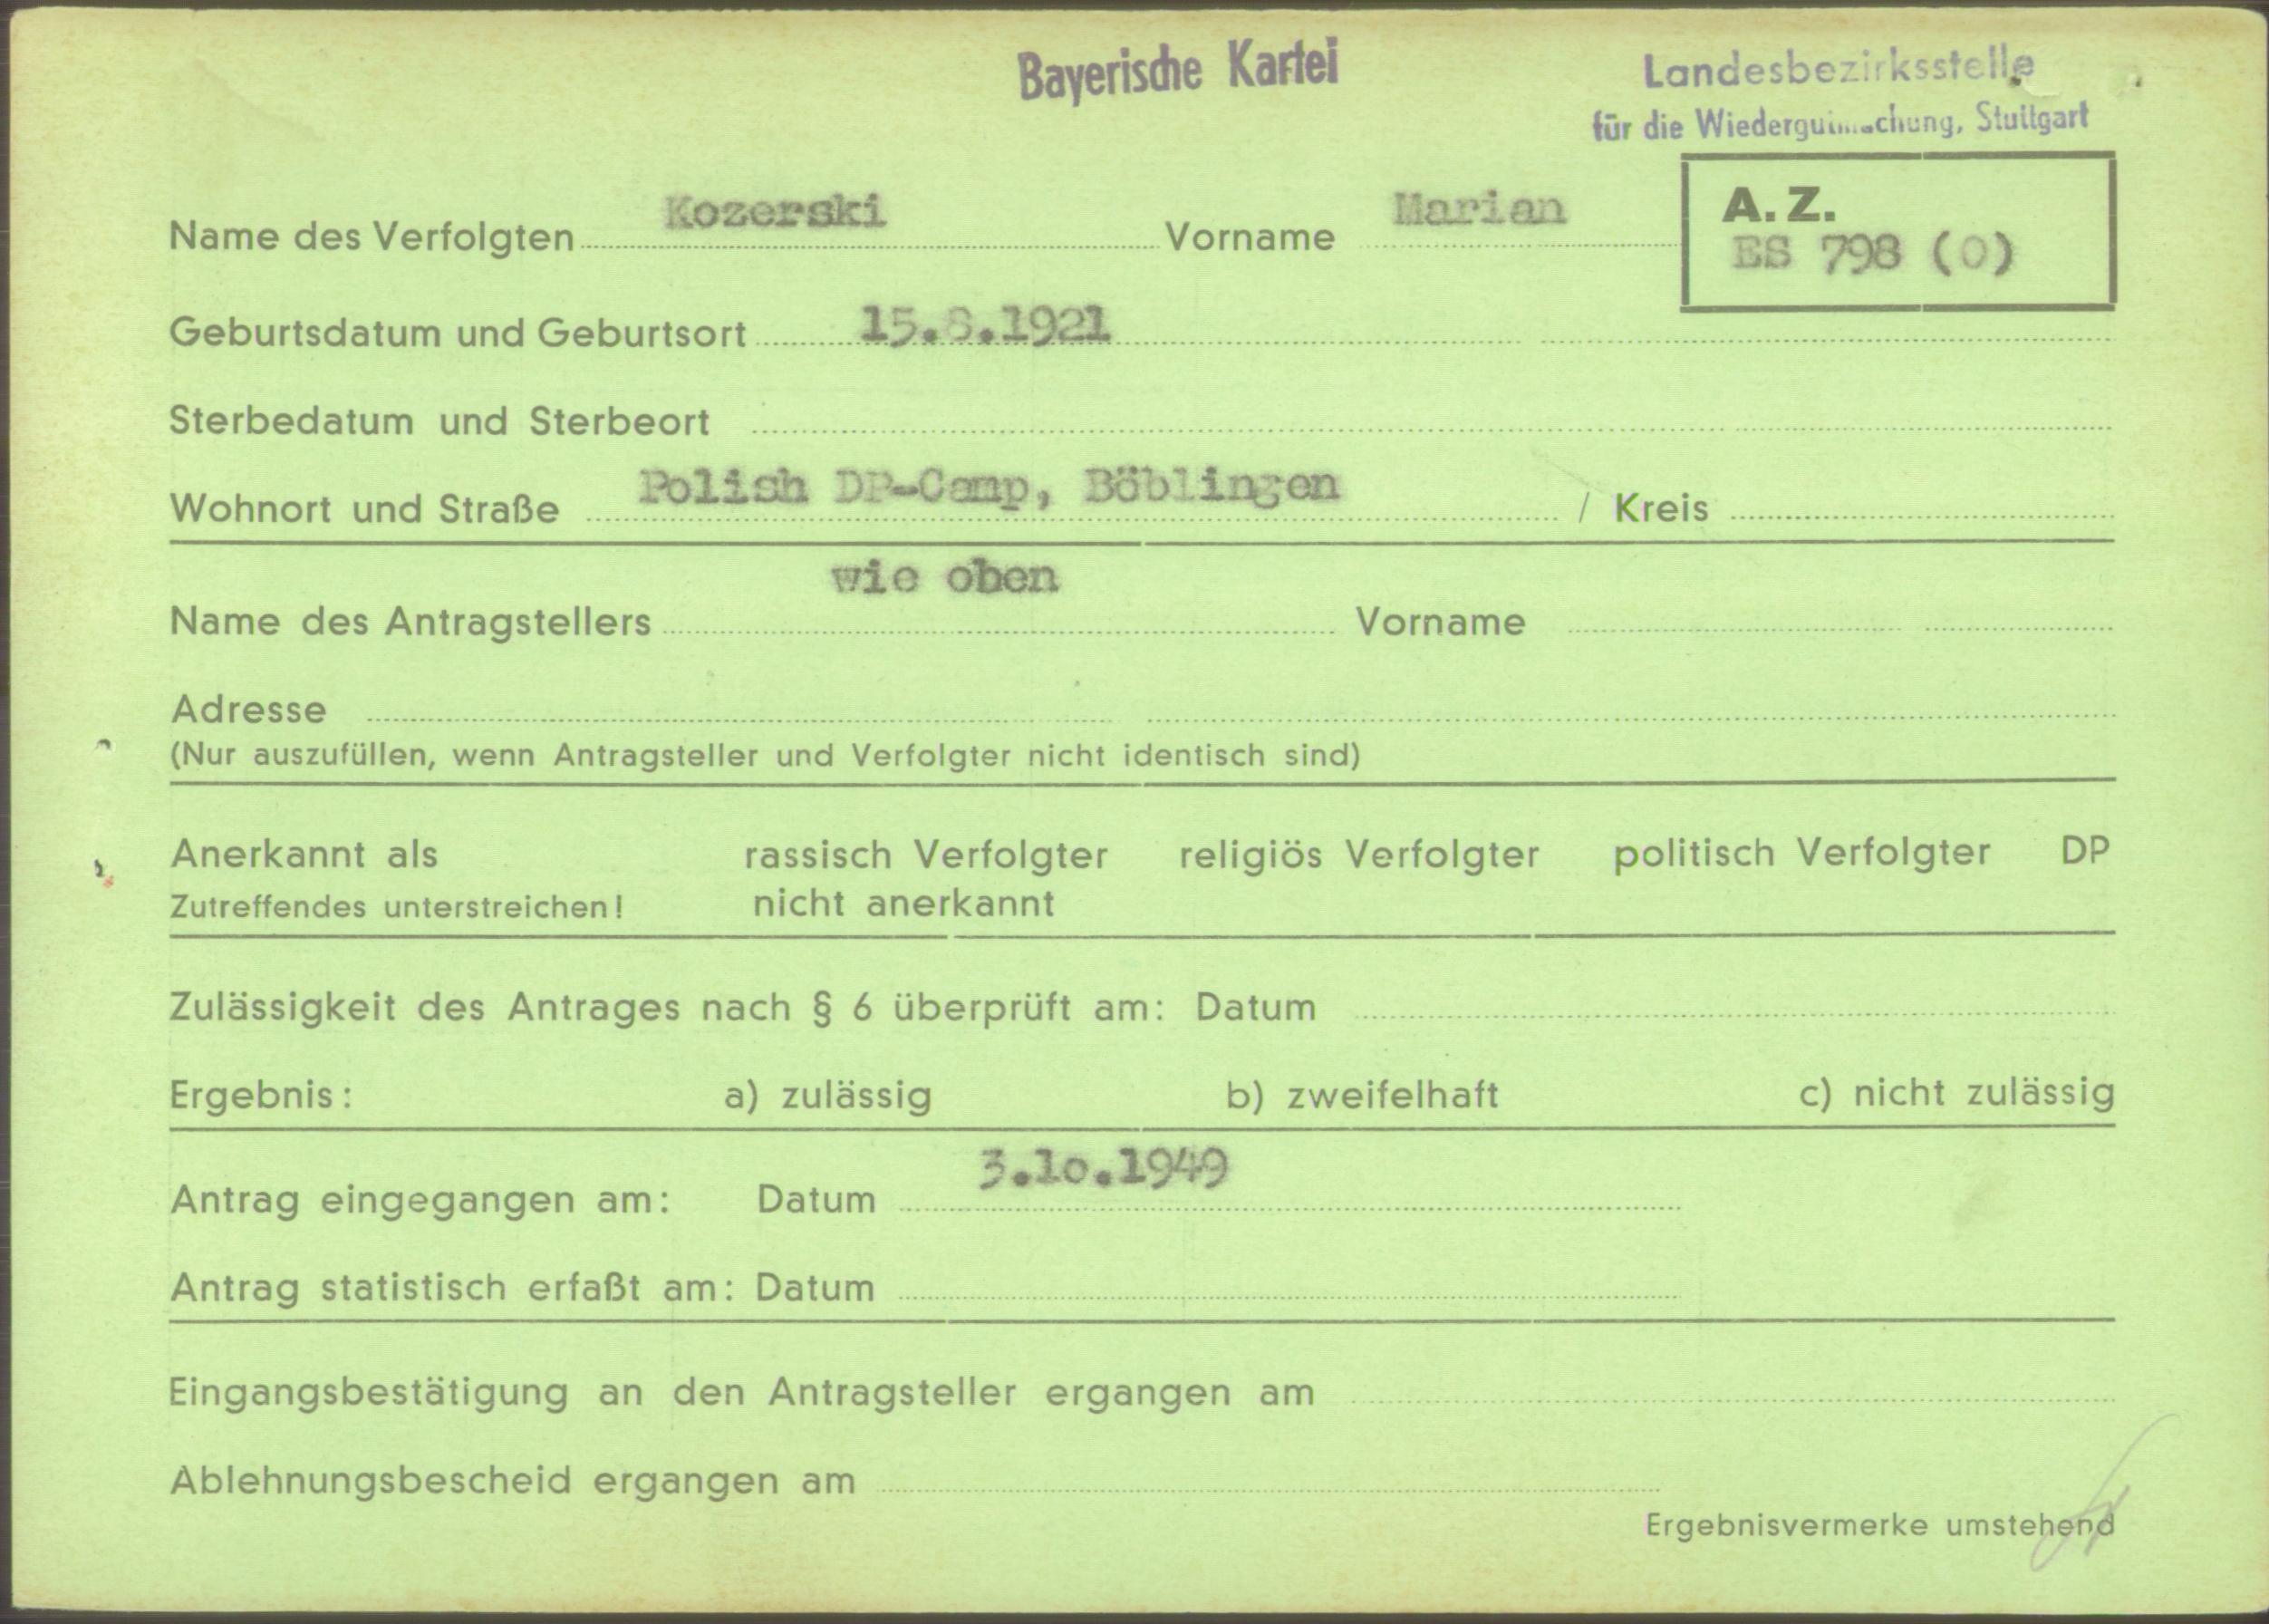 Bayerische Kartei
Landesbezirksstelle
für die Wiedergutmachung, Stuttgart
Name des Verfolgten Kozerski Vorname Marian
A.Z.
ES 798 (0)
Geburtsdatum und Geburtsort 15.8.1921
Sterbedatum und Sterbeort
Wohnort und Straße Polish DP-Camp, Böblingen / Kreis
wie oben
Name des Antragstellers Vorname
Adresse
(Nur auszufüllen, wenn Antragsteller und Verfolgter nicht identisch sind)
Anerkannt als rassisch Verfolgter religiös Verfolgter politisch Verfolgter DP
Zutreffendes unterstreichen! nicht anerkannt
Zulässigkeit des Antrages nach § 6 überprüft am: Datum
Ergebnis: a) zulässig b) zweifelhaft c) nicht zulässig
Antrag eingegangen am: Datum 3.10.1949
Antrag statistisch erfaßt am: Datum
Eingangsbestätigung an den Antragsteller ergangen am
Ablehnungsbescheid ergangen am
Ergebnisvermerke umstehend